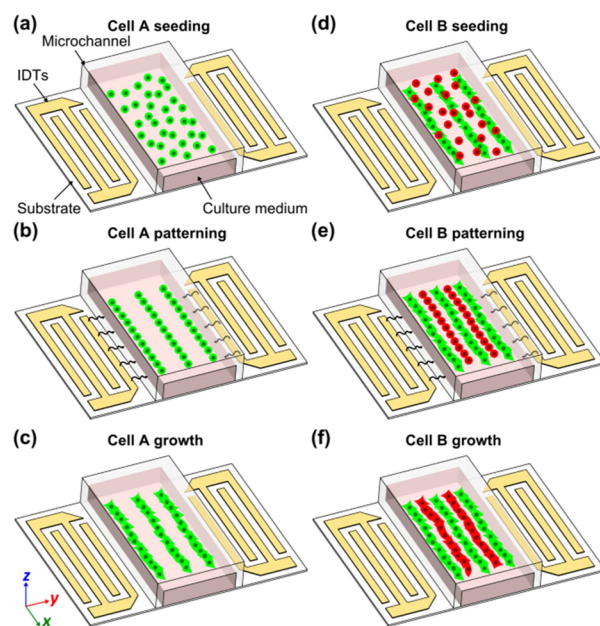 (a) Cell A seeding
Microchannel
IDTs
Substrate
Culture medium
(b) Cell A patterning
(c) Cell A growth
z
y
x
(d) Cell B seeding
(e) Cell B patterning
(f) Cell B growth